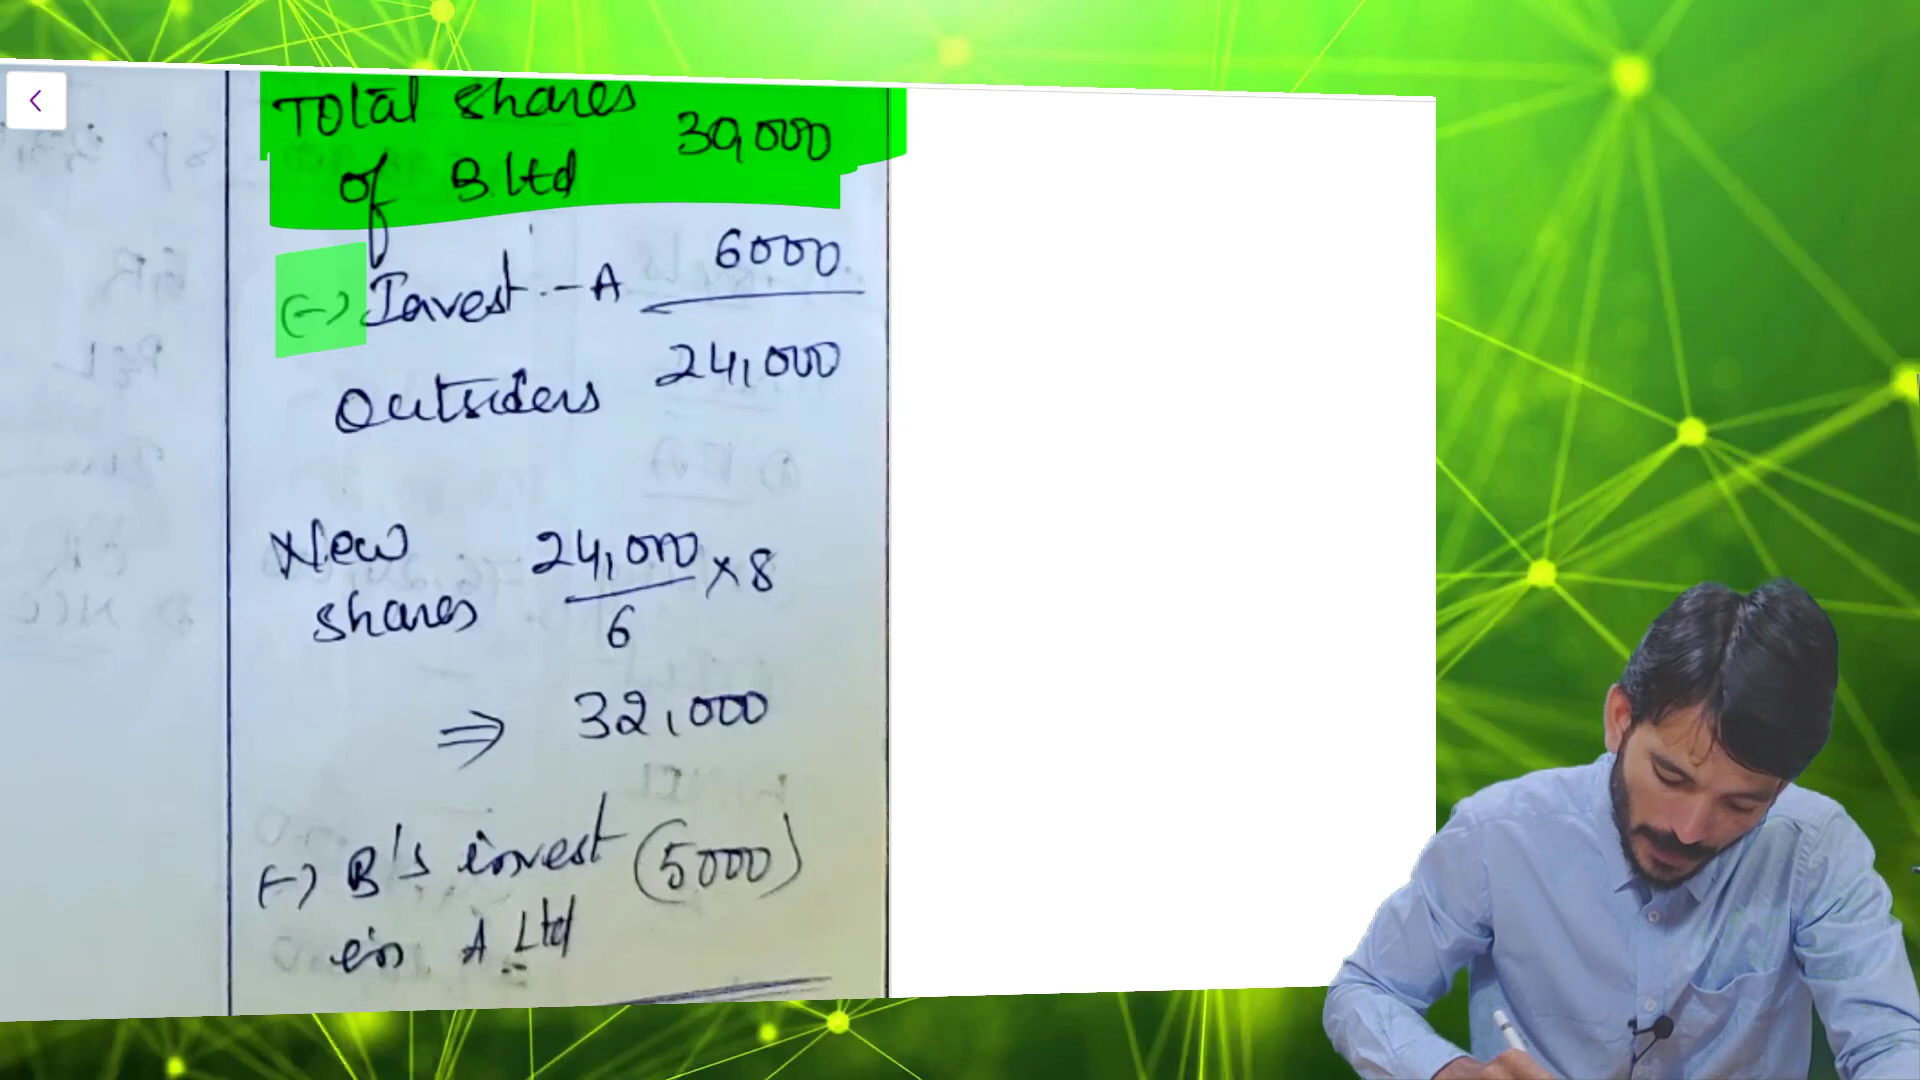 Total shares
of B.Ltd 30,000
(-) Invest.-A 6000
Outsiders 24,000
New
shares 24,000/6 × 8
⇒ 32,000
(-) B's invest (5000)
in A Ltd